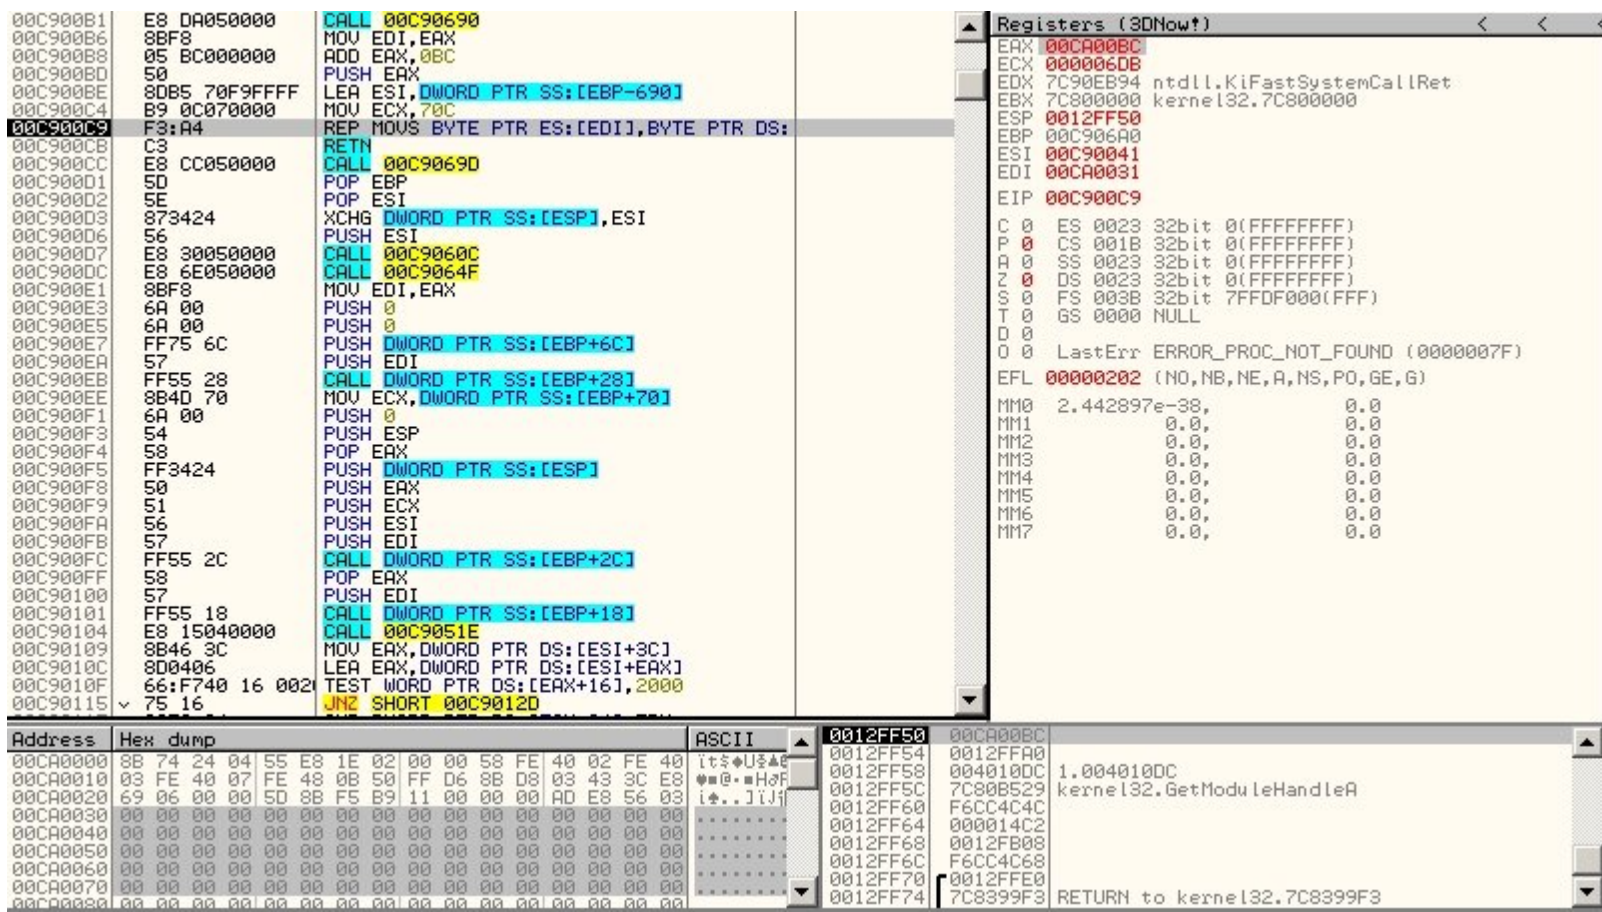 00C900B1 E8 DA050000 CALL 00C90690
00C900B6 8BF8 MOV EDI,EAX
00C900B8 05 BC000000 ADD EAX,0BC
00C900BD 50 PUSH EAX
00C900BE 8DB5 70F9FFFF LEA ESI,DWORD PTR SS:[EBP-690]
00C900C4 B9 0C070000 MOV ECX,70C
00C900C9 F3:A4 REP MOVS BYTE PTR ES:[EDI],BYTE PTR DS:
00C900CB C3 RETN
00C900CC E8 CC050000 CALL 00C9069D
00C900D1 5D POP EBP
00C900D2 5E POP ESI
00C900D3 873424 XCHG DWORD PTR SS:[ESP],ESI
00C900D6 56 PUSH ESI
00C900D7 E8 30050000 CALL 00C9060C
00C900DC E8 6E050000 CALL 00C9064F
00C900E1 8BF8 MOV EDI,EAX
00C900E3 6A 00 PUSH 0
00C900E5 6A 00 PUSH 0
00C900E7 FF75 6C PUSH DWORD PTR SS:[EBP+6C]
00C900EA 57 PUSH EDI
00C900EB FF55 28 CALL DWORD PTR SS:[EBP+28]
00C900EE 8B4D 70 MOV ECX,DWORD PTR SS:[EBP+70]
00C900F1 6A 00 PUSH 0
00C900F3 54 PUSH ESP
00C900F4 58 POP EAX
00C900F5 FF3424 PUSH DWORD PTR SS:[ESP]
00C900F8 50 PUSH EAX
00C900F9 51 PUSH ECX
00C900FA 56 PUSH ESI
00C900FB 57 PUSH EDI
00C900FC FF55 2C CALL DWORD PTR SS:[EBP+2C]
00C900FF 58 POP EAX
00C90100 57 PUSH EDI
00C90101 FF55 18 CALL DWORD PTR SS:[EBP+18]
00C90104 E8 15040000 CALL 00C9051E
00C90109 8B46 3C MOV EAX,DWORD PTR DS:[ESI+3C]
00C9010C 8D0406 LEA EAX,DWORD PTR DS:[ESI+EAX]
00C9010F 66:F740 16 002 TEST WORD PTR DS:[EAX+16],2000
00C90115 75 16 JNZ SHORT 00C9012D
Registers (3DNow!) < < <
EAX 00CA00BC
ECX 000006DB
EDX 7C90EB94 ntdll.KiFastSystemCallRet
EBX 7C800000 kernel32.7C800000
ESP 0012FF50
EBP 00C906A0
ESI 00C90041
EDI 00CA0031
EIP 00C900C9
C 0 ES 0023 32bit 0(FFFFFFFF)
P 0 CS 001B 32bit 0(FFFFFFFF)
A 0 SS 0023 32bit 0(FFFFFFFF)
Z 0 DS 0023 32bit 0(FFFFFFFF)
S 0 FS 003B 32bit 7FFDF000(FFF)
T 0 GS 0000 NULL
D 0
O 0 LastErr ERROR_PROC_NOT_FOUND (0000007F)
EFL 00000202 (NO,NB,NE,A,NS,PO,GE,G)
MM0 2.442897e-38, 0.0
MM1 0.0, 0.0
MM2 0.0, 0.0
MM3 0.0, 0.0
MM4 0.0, 0.0
MM5 0.0, 0.0
MM6 0.0, 0.0
MM7 0.0, 0.0
Address Hex dump ASCII
00CA0000 8B 74 24 04 55 E8 1E 02 00 00 58 FE 40 02 FE 40
00CA0010 03 FE 40 07 FE 48 0B 50 FF D6 8B D8 03 43 3C E8
00CA0020 69 06 00 00 5D 8B F5 B9 11 00 00 00 AD E8 56 03
00CA0030 00 00 00 00 00 00 00 00 00 00 00 00 00 00 00 00 ........
00CA0040 00 00 00 00 00 00 00 00 00 00 00 00 00 00 00 00 ........
00CA0050 00 00 00 00 00 00 00 00 00 00 00 00 00 00 00 00 ........
00CA0060 00 00 00 00 00 00 00 00 00 00 00 00 00 00 00 00 ........
00CA0070 00 00 00 00 00 00 00 00 00 00 00 00 00 00 00 00 ........
00CA0080 00 00 00 00 00 00 00 00 00 00 00 00 00 00 00 00
0012FF50 00CA00BC
0012FF54 0012FFA0
0012FF58 004010DC 1.004010DC
0012FF5C 7C80B529 kernel32.GetModuleHandleA
0012FF60 F6CC4C4C
0012FF64 000014C2
0012FF68 0012FB08
0012FF6C F6CC4C68
0012FF70 0012FFE0
0012FF74 7C8399F3 RETURN to kernel32.7C8399F3